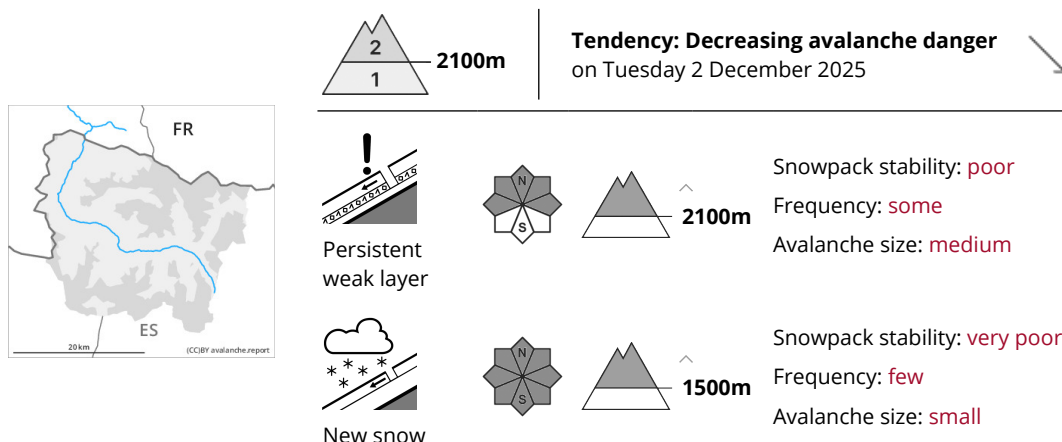 2
1
2100m
Tendency: Decreasing avalanche danger
on Tuesday 2 December 2025
FR
ES
20 km
(CC)BY avalanche.report
Persistent
weak layer
N
S
2100m
Snowpack stability: poor
Frequency: some
Avalanche size: medium
New snow
N
S
1500m
Snowpack stability: very poor
Frequency: few
Avalanche size: small